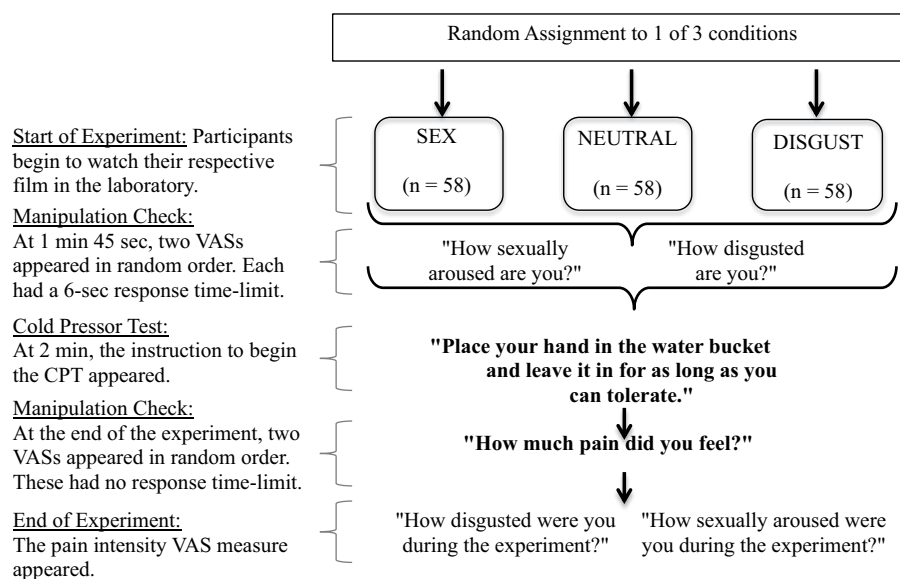 Random Assignment to 1 of 3 conditions
SEX
(n = 58)
NEUTRAL
(n = 58)
DISGUST
(n = 58)
Start of Experiment: Participants
begin to watch their respective
film in the laboratory.
Manipulation Check:
At 1 min 45 sec, two VASs
appeared in random order. Each
had a 6-sec response time-limit.
"How sexually
aroused are you?"
"How disgusted
are you?"
Cold Pressor Test:
At 2 min, the instruction to begin
the CPT appeared.
"Place your hand in the water bucket
and leave it in for as long as you
can tolerate."
Manipulation Check:
At the end of the experiment, two
VASs appeared in random order.
These had no response time-limit.
"How much pain did you feel?"
End of Experiment:
The pain intensity VAS measure
appeared.
"How disgusted were you
during the experiment?"
"How sexually aroused were
you during the experiment?"